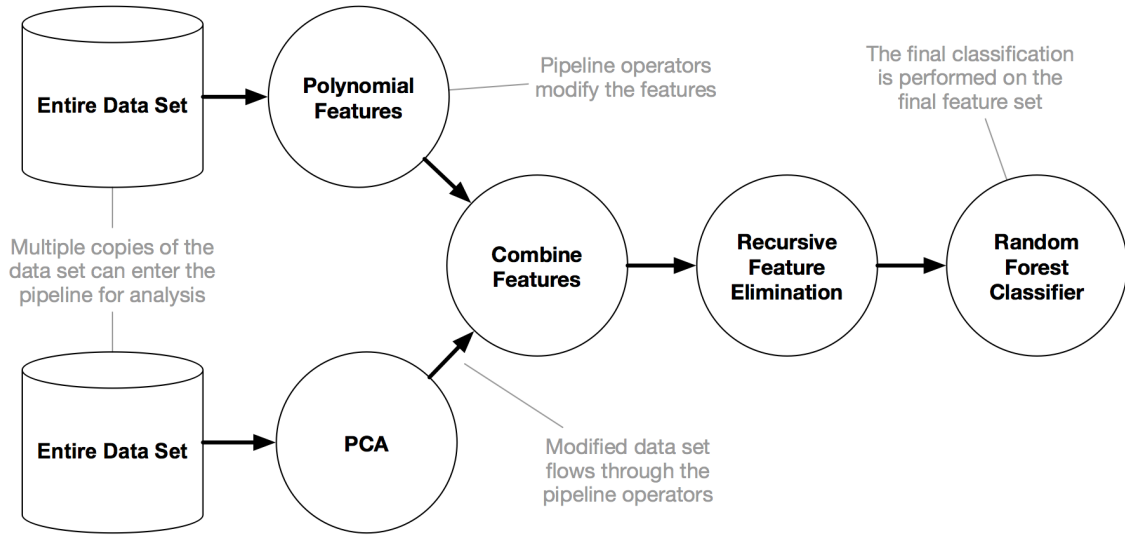 Entire Data Set
Polynomial
Features
Pipeline operators
modify the features
The final classification
is performed on the
final feature set
Multiple copies of the
data set can enter the
pipeline for analysis
Combine
Features
Recursive
Feature
Elimination
Random
Forest
Classifier
Entire Data Set
PCA
Modified data set
flows through the
pipeline operators